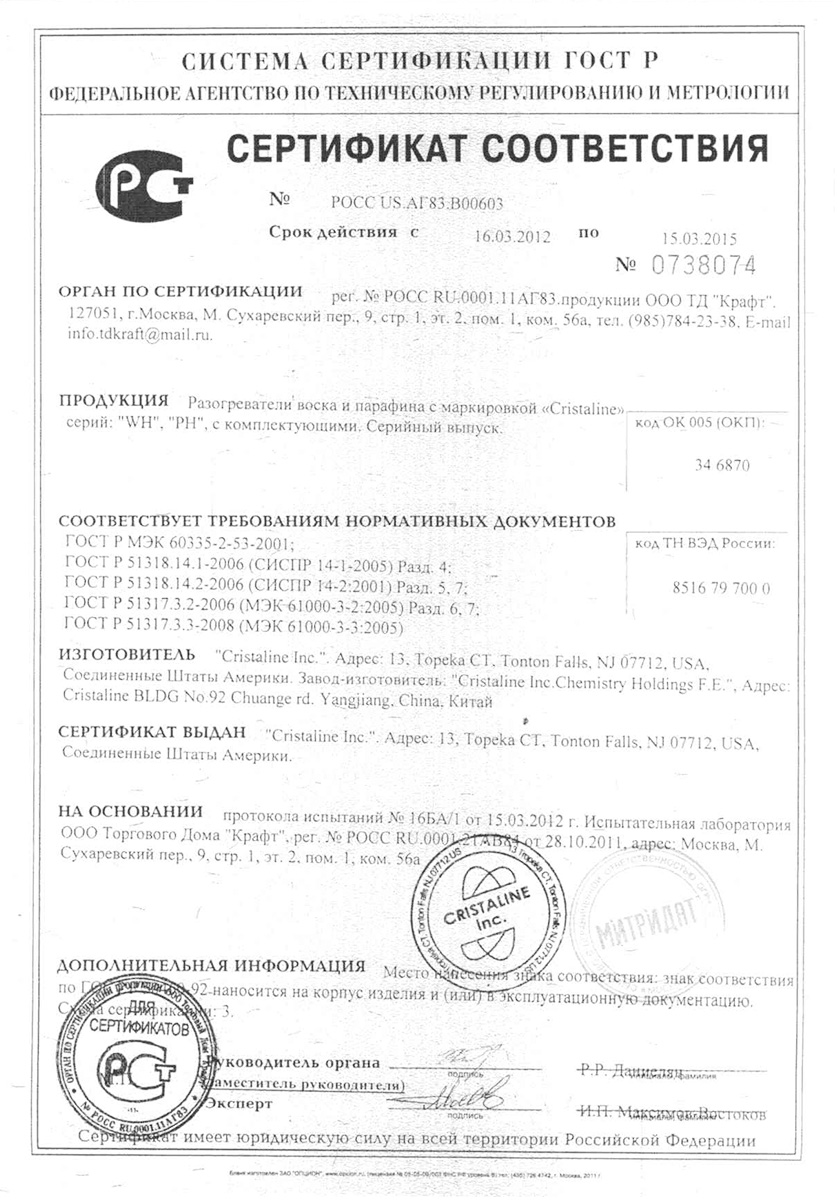 СИСТЕМА СЕРТИФИКАЦИИ ГОСТ Р
ФЕДЕРАЛЬНОЕ АГЕНТСТВО ПО ТЕХНИЧЕСКОМУ РЕГУЛИРОВАНИЮ И МЕТРОЛОГИИ
СЕРТИФИКАТ СООТВЕТСТВИЯ
РСТ
№ РОСС US.АГ83.В00603
Срок действия с 16.03.2012 по 15.03.2015
№ 0738074
ОРГАН ПО СЕРТИФИКАЦИИ рег. № РОСС RU.0001.11АГ83.продукции ООО ТД "Крафт".
127051, г.Москва, М. Сухаревский пер., 9, стр. 1, эт. 2, пом. 1, ком. 56а, тел. (985)784-23-38, E-mail
info.tdkraft@mail.ru.
ПРОДУКЦИЯ Разогреватели воска и парафина с маркировкой «Cristaline»
серий: "WH", "PH", с комплектующими. Серийный выпуск.
код ОК 005 (ОКП):
34 6870
СООТВЕТСТВУЕТ ТРЕБОВАНИЯМ НОРМАТИВНЫХ ДОКУМЕНТОВ
ГОСТ Р МЭК 60335-2-53-2001;
ГОСТ Р 51318.14.1-2006 (СИСПР 14-1-2005) Разд. 4;
ГОСТ Р 51318.14.2-2006 (СИСПР 14-2:2001) Разд. 5, 7;
ГОСТ Р 51317.3.2-2006 (МЭК 61000-3-2:2005) Разд. 6, 7;
ГОСТ Р 51317.3.3-2008 (МЭК 61000-3-3:2005)
код ТН ВЭД России:
8516 79 700 0
ИЗГОТОВИТЕЛЬ "Cristaline Inc.". Адрес: 13, Topeka CT, Tonton Falls, NJ 07712, USA,
Соединенные Штаты Америки. Завод-изготовитель: "Cristaline Inc.Chemistry Holdings F.E.", Адрес:
Cristaline BLDG No.92 Chuange rd. Yangjiang, China, Китай
СЕРТИФИКАТ ВЫДАН "Cristaline Inc.". Адрес: 13, Topeka CT, Tonton Falls, NJ 07712, USA,
Соединенные Штаты Америки.
НА ОСНОВАНИИ протокола испытаний № 16БА/1 от 15.03.2012 г. Испытательная лаборатория
ООО Торгового Дома "Крафт", рег. № РОСС RU.0001.21АВ84 от 28.10.2011, адрес: Москва, М.
Сухаревский пер., 9, стр. 1, эт. 2, пом. 1, ком. 56а
13 Topeka CT, Tonton Falls NJ 07712 US
CRISTALINE
inc.
МИТРИДАТ
ДОПОЛНИТЕЛЬНАЯ ИНФОРМАЦИЯ Место нанесения знака соответствия: знак соответствия
по 92 наносится на корпус изделия и (или) в эксплуатационную документацию.
сертификации: 3.
ОРГАН ПО СЕРТИФИКАЦИИ ПРОДУКЦИИ ООО Торговый Дом
ДЛЯ
СЕРТИФИКАТОВ
РСТ
№ РОСС RU.0001.11АГ83
Руководитель органа
подпись
Р.Р. Даниелян
инициалы, фамилия
(заместитель руководителя)
Эксперт
подпись
И.П. Максимов-Востоков
Сертификат имеет юридическую силу на всей территории Российской Федерации